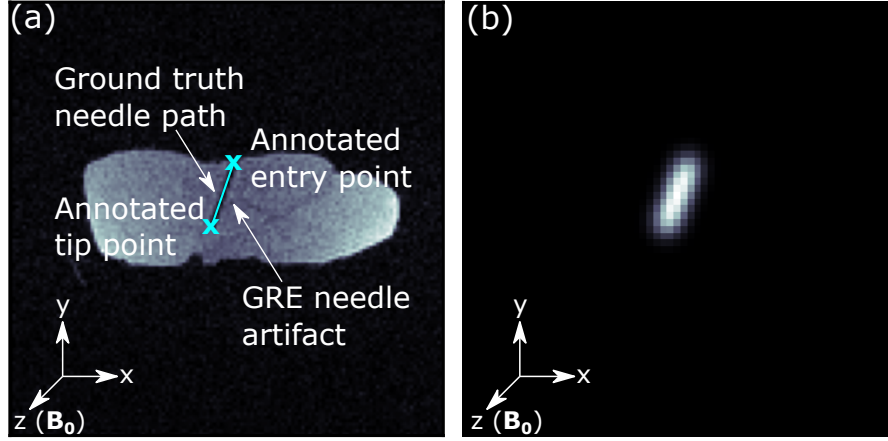 (a)
Ground truth
needle path
Annotated
entry point
Annotated
tip point
GRE needle
artifact
y
x
z (B₀)
(b)
y
x
z (B₀)